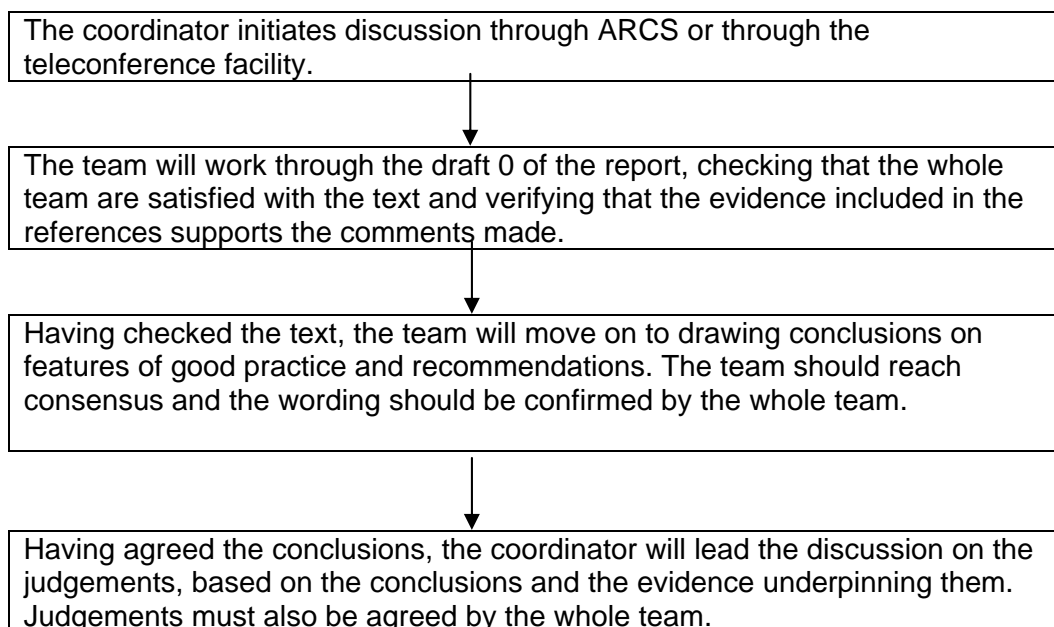 The coordinator initiates discussion through ARCS or through the
teleconference facility.
The team will work through the draft 0 of the report, checking that the whole
team are satisfied with the text and verifying that the evidence included in the
references supports the comments made.
Having checked the text, the team will move on to drawing conclusions on
features of good practice and recommendations. The team should reach
consensus and the wording should be confirmed by the whole team.
Having agreed the conclusions, the coordinator will lead the discussion on the
judgements, based on the conclusions and the evidence underpinning them.
Judgements must also be agreed by the whole team.